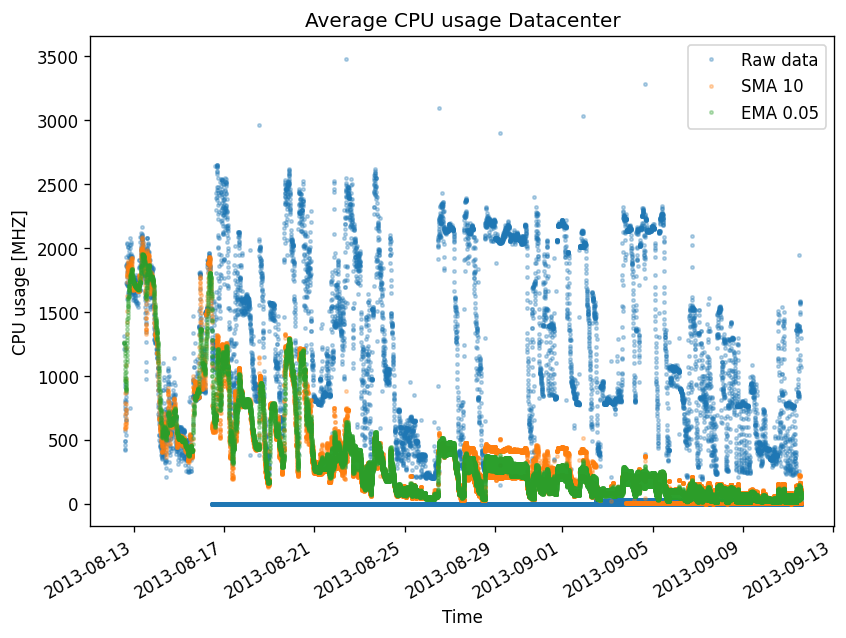 Average CPU usage Datacenter
Raw data
SMA 10
EMA 0.05
CPU usage [MHZ]
3500
3000
2500
2000
1500
1000
500
0
2013-08-13
2013-08-17
2013-08-21
2013-08-25
2013-08-29
2013-09-01
2013-09-05
2013-09-09
2013-09-13
Time